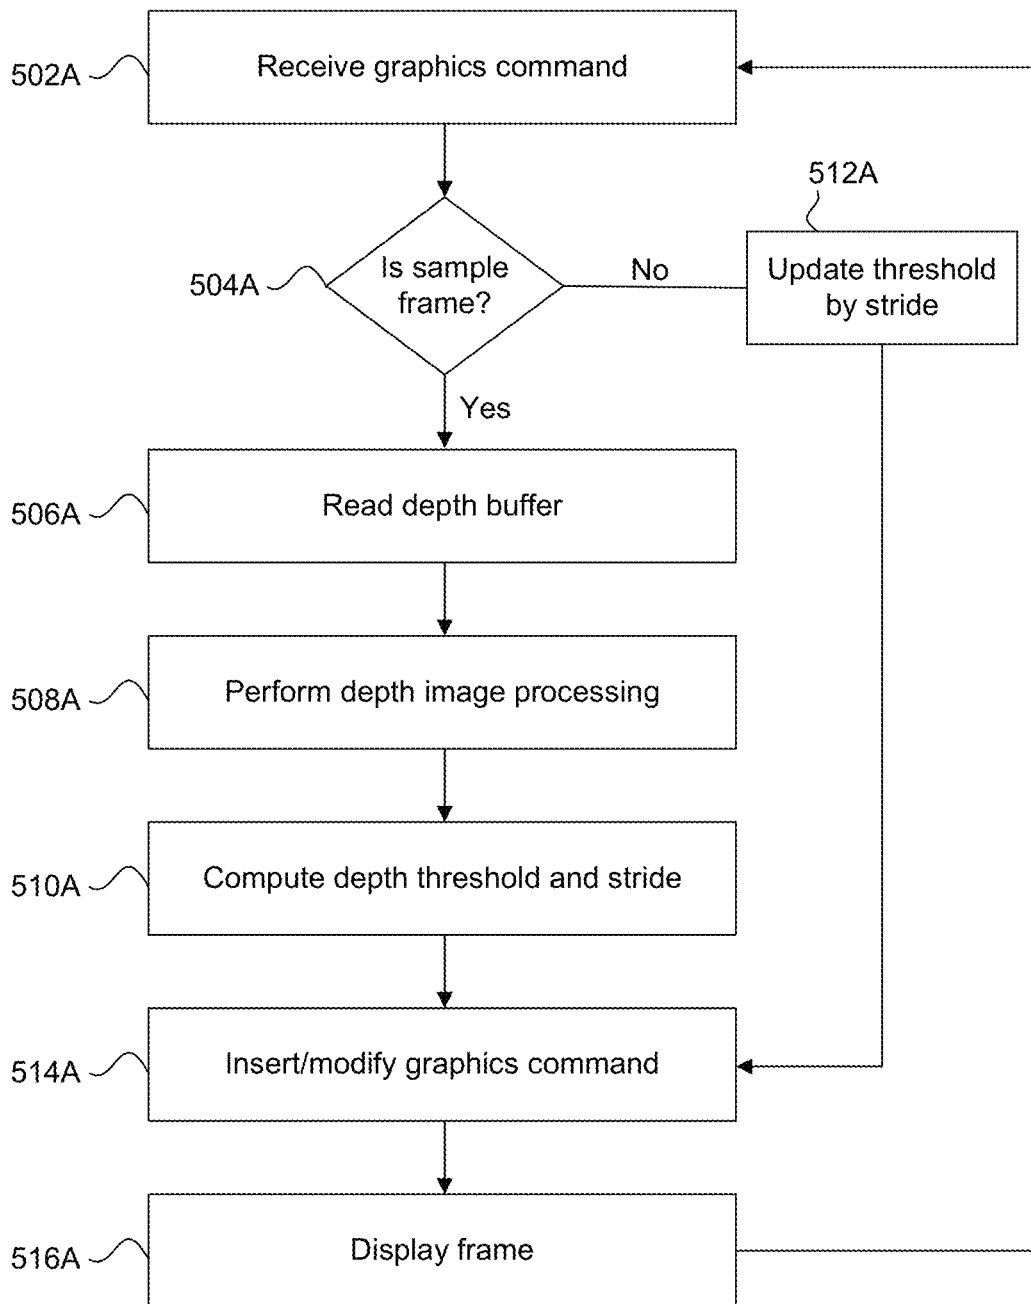 502A
Receive graphics command
512A
504A
Is sample
frame?
No
Update threshold
by stride
Yes
506A
Read depth buffer
508A
Perform depth image processing
510A
Compute depth threshold and stride
514A
Insert/modify graphics command
516A
Display frame